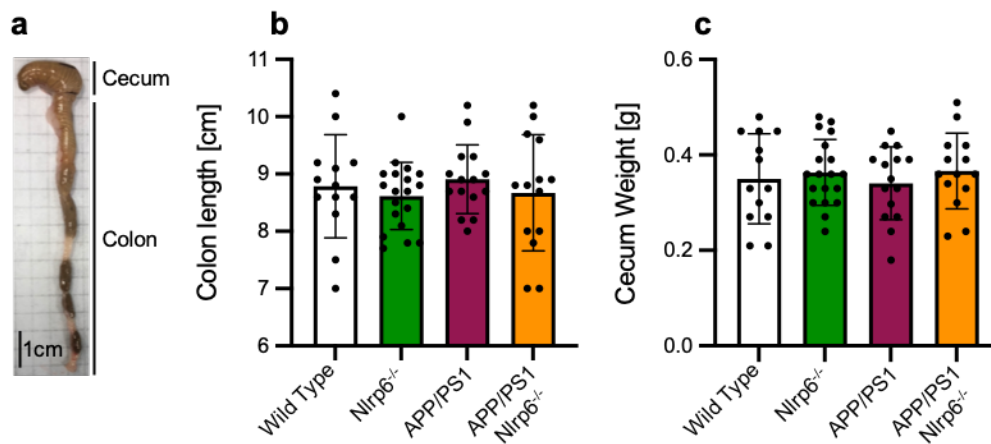 a
Cecum
Colon
1cm
b
Colon length [cm]
11
10
9
8
7
6
Wild Type
Nlrp6-/-
APP/PS1
APP/PS1
Nlrp6-/-
c
Cecum Weight [g]
0.6
0.4
0.2
0.0
Wild Type
Nlrp6-/-
APP/PS1
APP/PS1
Nlrp6-/-